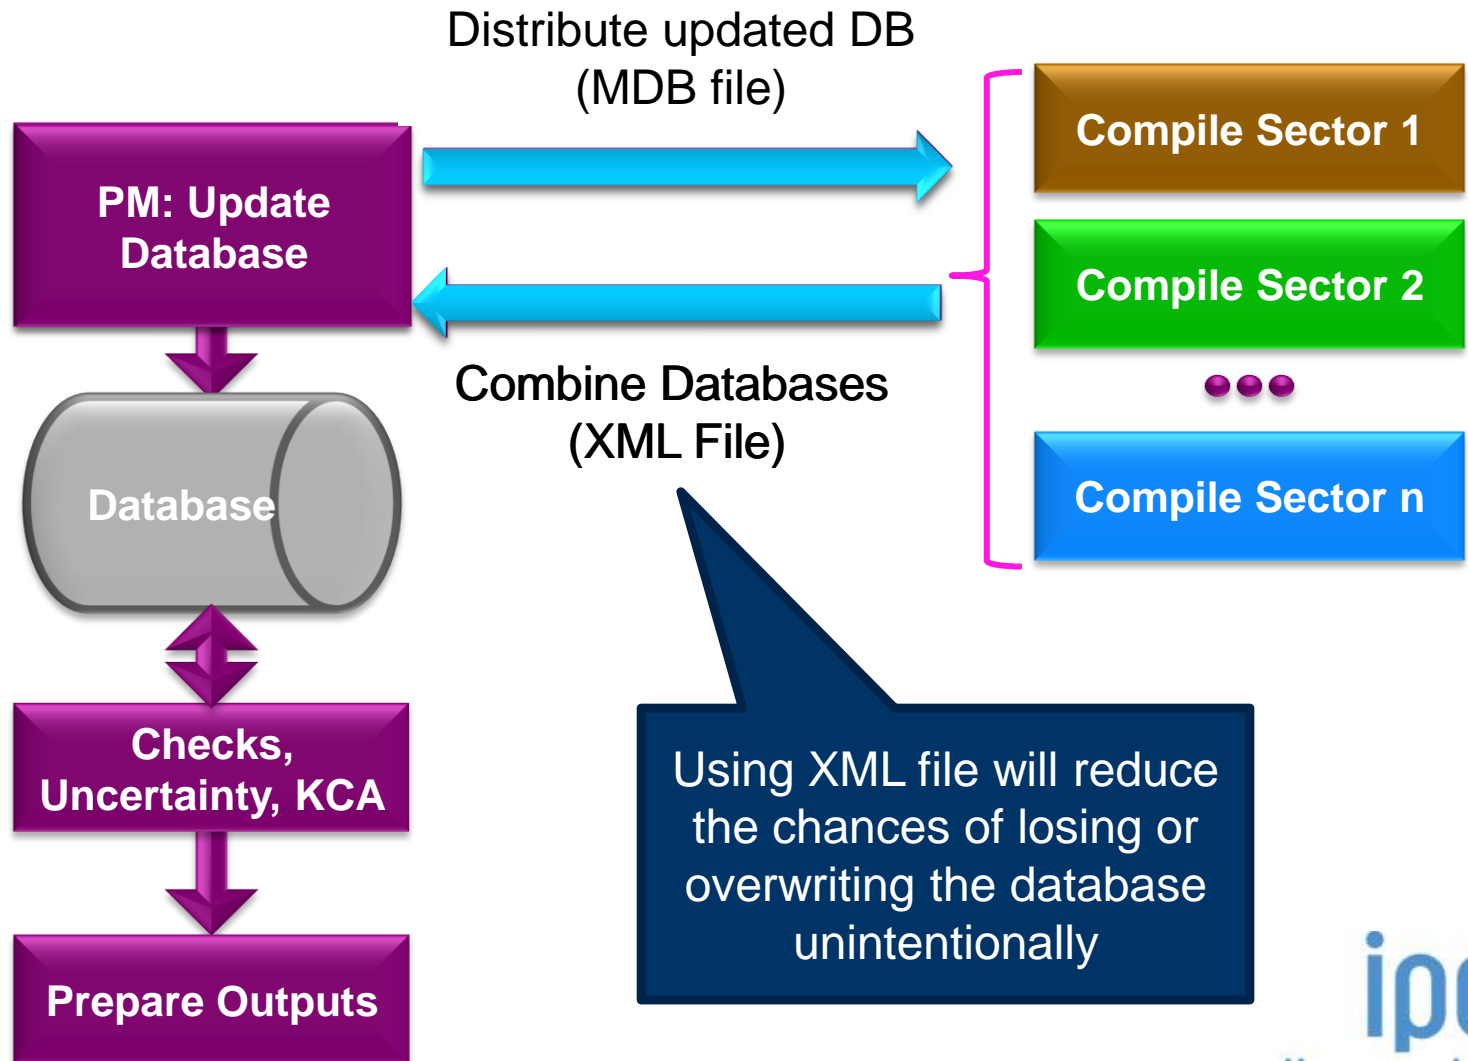 Distribute updated DB
(MDB file)
PM: Update
Database
Compile Sector 1
Compile Sector 2
Compile Sector n
Combine Databases
(XML File)
Database
Checks,
Uncertainty, KCA
Prepare Outputs
Using XML file will reduce
the chances of losing or
overwriting the database
unintentionally